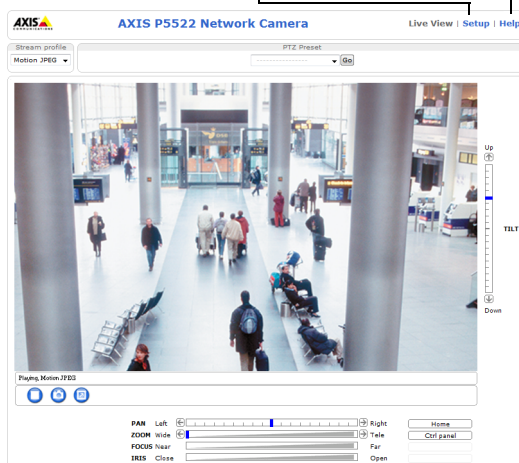 AXIS
COMMUNICATIONS
AXIS P5522 Network Camera
Live View | Setup | Help
Stream profile
PTZ Preset
Motion JPEG
Go
Up
TILT
Down
Playing, Motion JPEG
PAN Left Right Home
ZOOM Wide Tele Ctrl panel
FOCUS Near Far
IRIS Close Open